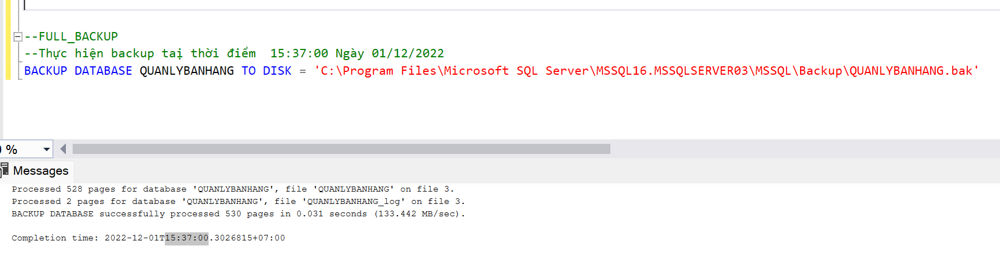 --FULL_BACKUP
--Thực hiện backup taị thời điểm  15:37:00 Ngày 01/12/2022
BACKUP DATABASE QUANLYBANHANG TO DISK = 'C:\Program Files\Microsoft SQL Server\MSSQL16.MSSQLSERVER03\MSSQL\Backup\QUANLYBANHANG.bak'
%
Messages
Processed 528 pages for database 'QUANLYBANHANG', file 'QUANLYBANHANG' on file 3.
Processed 2 pages for database 'QUANLYBANHANG', file 'QUANLYBANHANG_log' on file 3.
BACKUP DATABASE successfully processed 530 pages in 0.031 seconds (133.442 MB/sec).
Completion time: 2022-12-01T15:37:00.3026815+07:00